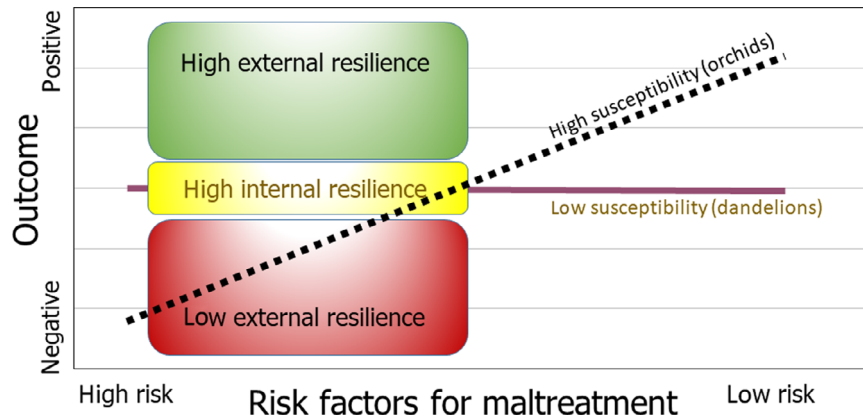 Positive
Outcome
Negative
High external resilience
High internal resilience
Low external resilience
High susceptibility (orchids)
Low susceptibility (dandelions)
High risk
Risk factors for maltreatment
Low risk